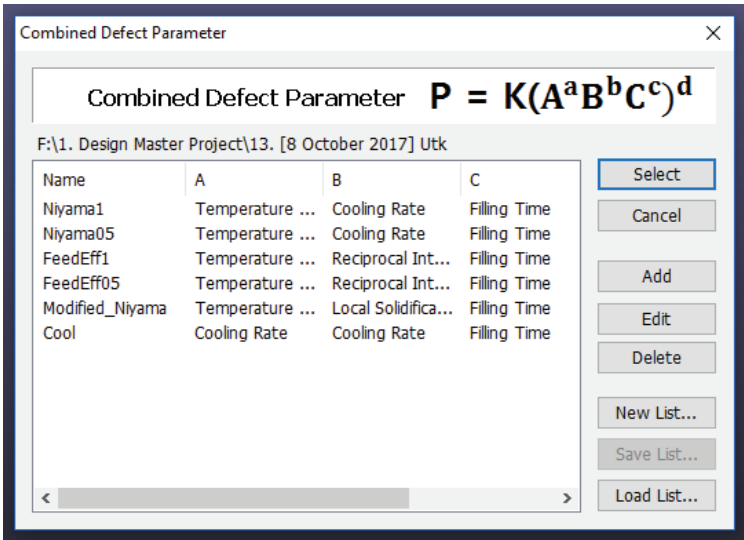 Combined Defect Parameter
Combined Defect Parameter P = K(AᵃBᵇCᶜ)ᵈ
F:\1. Design Master Project\13. [8 October 2017] Utk
Name A B C
Niyama1 Temperature ... Cooling Rate Filling Time
Niyama05 Temperature ... Cooling Rate Filling Time
FeedEff1 Temperature ... Reciprocal Int... Filling Time
FeedEff05 Temperature ... Reciprocal Int... Filling Time
Modified_Niyama Temperature ... Local Solidifica... Filling Time
Cool Cooling Rate Cooling Rate Filling Time
Select
Cancel
Add
Edit
Delete
New List...
Save List...
Load List...